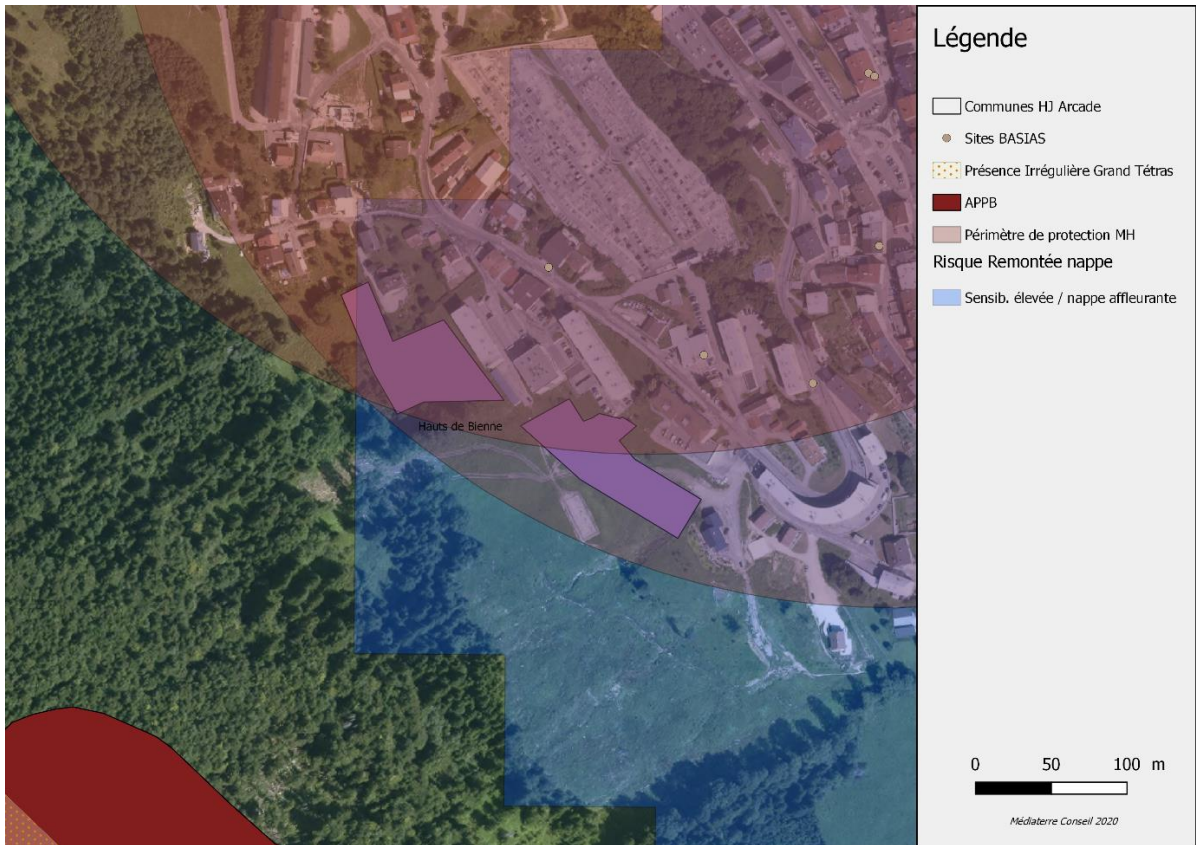 Légende
Communes HJ Arcade
Sites BASIAS
Présence Irrégulière Grand Tétras
APPB
Périmètre de protection MH
Risque Remontée nappe
Sensib. élevée / nappe affleurante
Hauts de Bienne
0 50 100 m
Médiaterre Conseil 2020